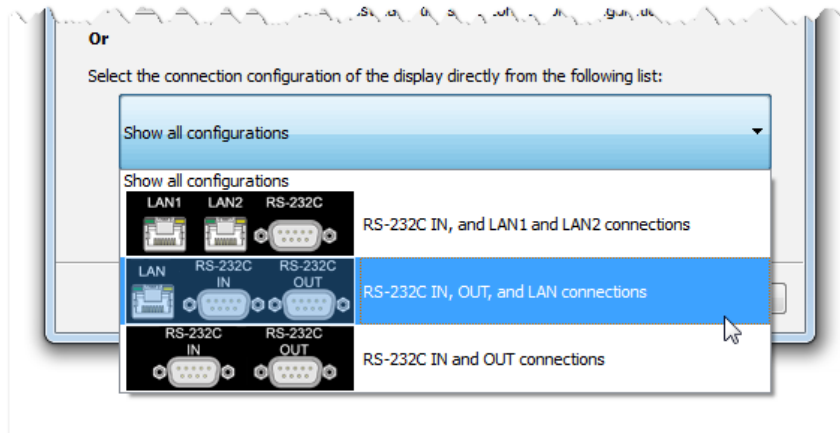 Or
Select the connection configuration of the display directly from the following list:
Show all configurations
Show all configurations
LAN1 LAN2 RS-232C
RS-232C IN, and LAN1 and LAN2 connections
LAN RS-232C IN RS-232C OUT
RS-232C IN, OUT, and LAN connections
RS-232C IN RS-232C OUT
RS-232C IN and OUT connections